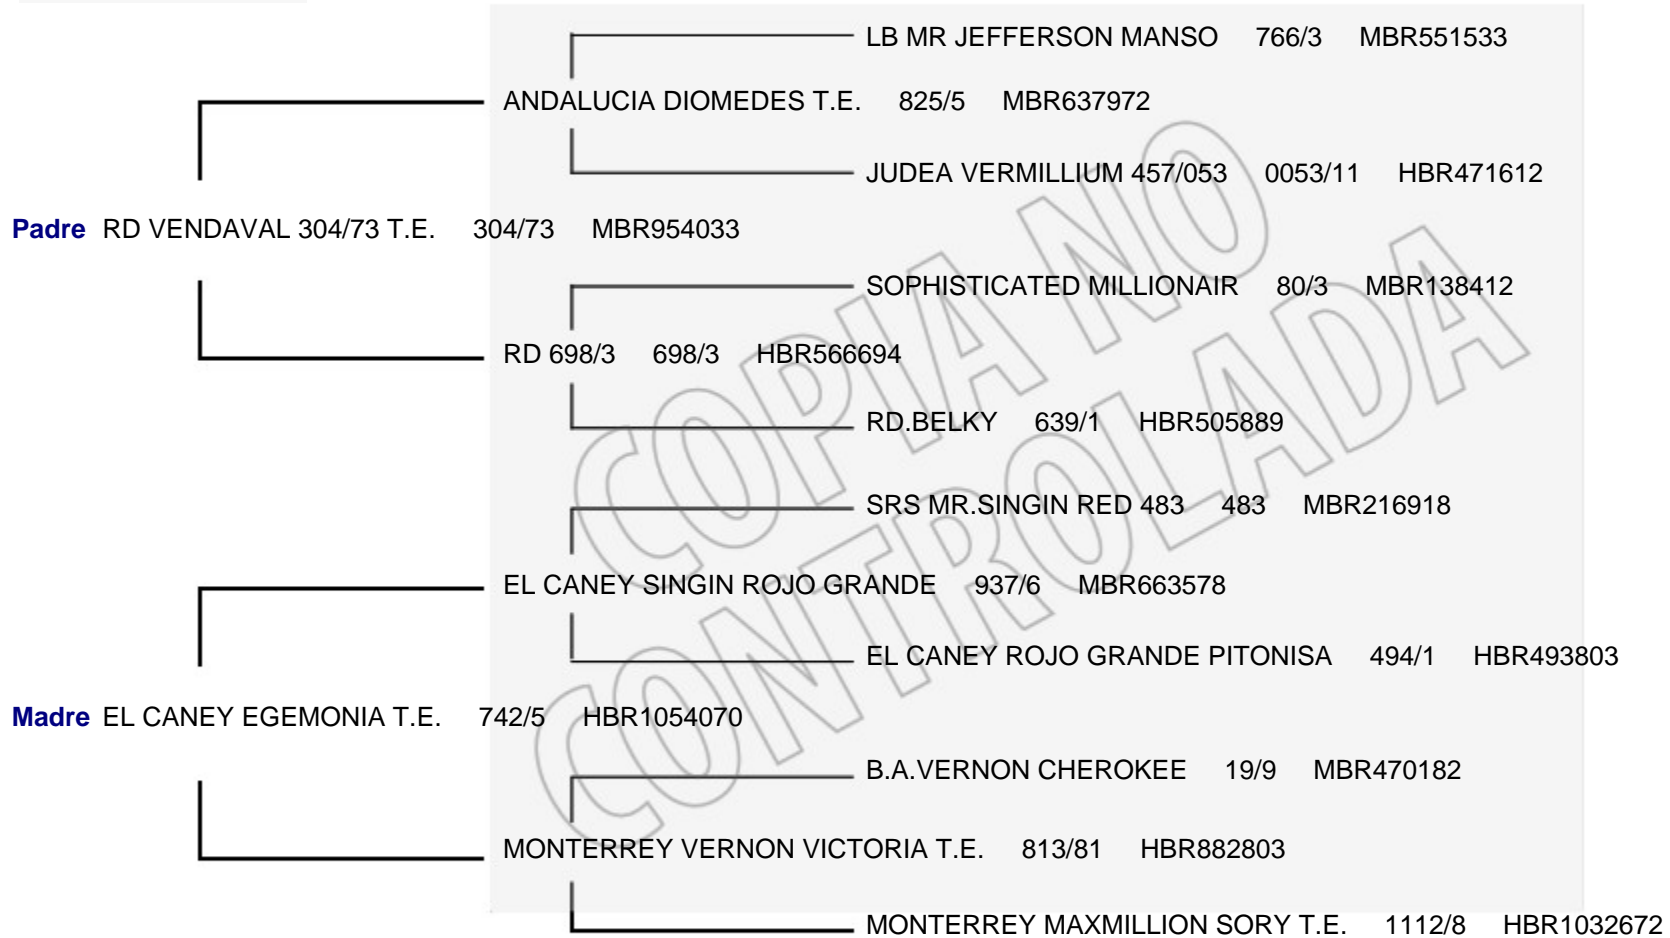 LB MR JEFFERSON MANSO 766/3 MBR551533
ANDALUCIA DIOMEDES T.E. 825/5 MBR637972
JUDEA VERMILLIUM 457/053 0053/11 HBR471612
Padre RD VENDAVAL 304/73 T.E. 304/73 MBR954033
SOPHISTICATED MILLIONAIR 80/3 MBR138412
RD 698/3 698/3 HBR566694
RD.BELKY 639/1 HBR505889
SRS MR.SINGIN RED 483 483 MBR216918
EL CANEY SINGIN ROJO GRANDE 937/6 MBR663578
EL CANEY ROJO GRANDE PITONISA 494/1 HBR493803
Madre EL CANEY EGEMONIA T.E. 742/5 HBR1054070
B.A.VERNON CHEROKEE 19/9 MBR470182
MONTERREY VERNON VICTORIA T.E. 813/81 HBR882803
MONTERREY MAXMILLION SORY T.E. 1112/8 HBR1032672
COPIA NO
CONTROLADA